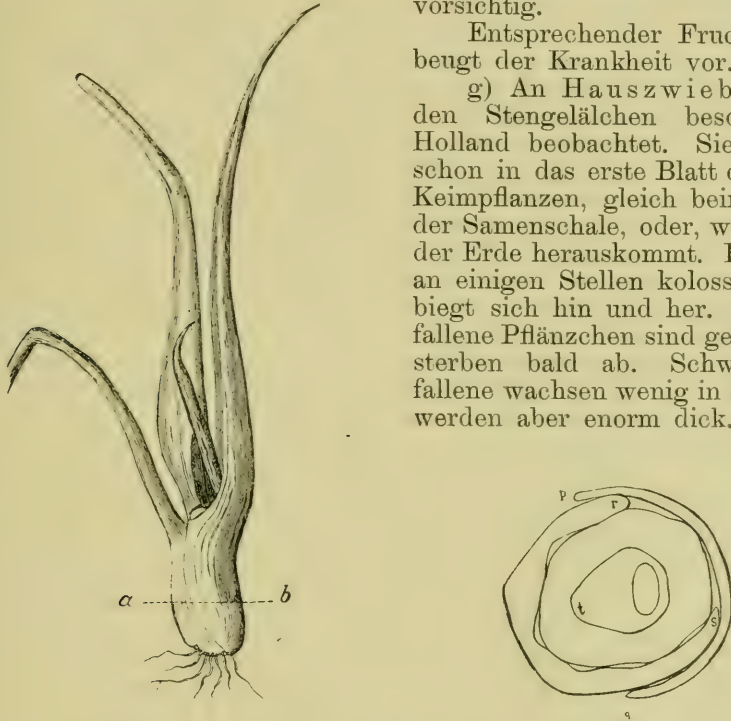 vorsichtig.
Entsprechender Fruc
beugt der Krankheit vor.
g) An Hauszwieb
den Stengelälchen besc
Holland beobachtet. Sie
schon in das erste Blatt
Keimpflanzen, gleich bei
der Samenschale, oder, w
der Erde herauskommt.
an einigen Stellen koloss
biegt sich hin und her.
fallene Pflänzchen sind ge
sterben bald ab. Schw
fallene wachsen wenig in
werden aber enorm dick.
a
b
p
r
t
s
q